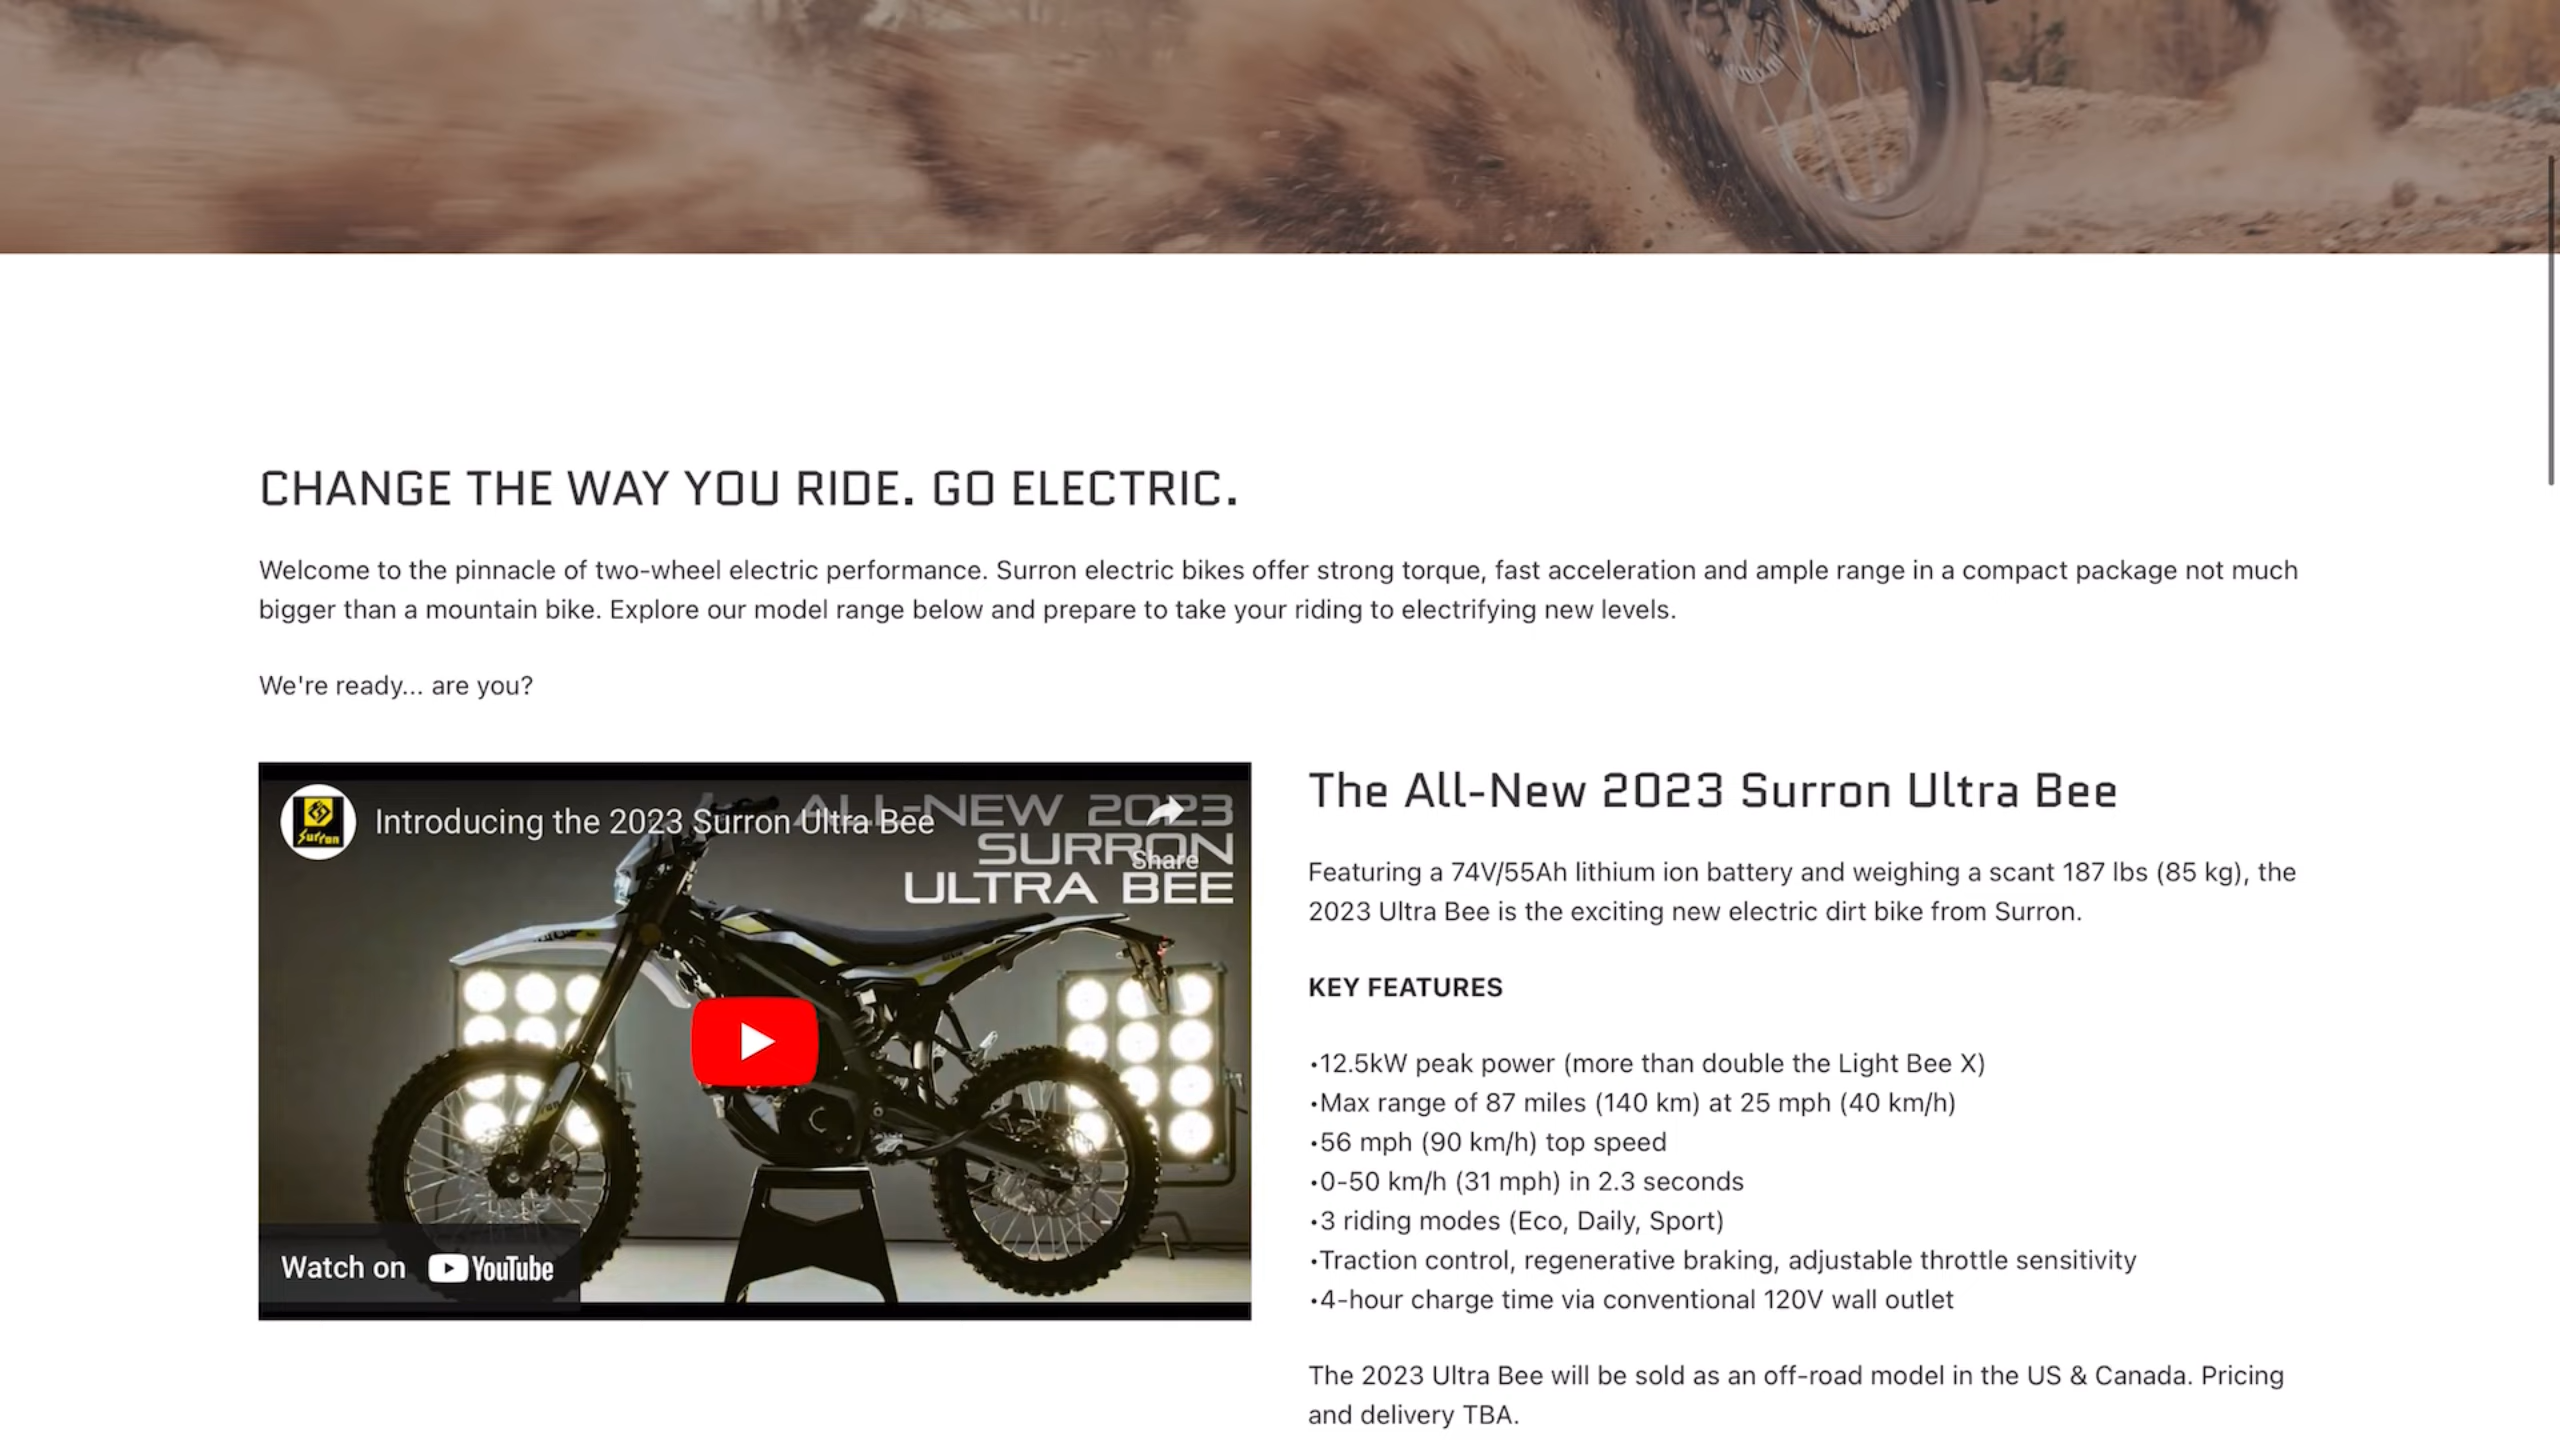 CHANGE THE WAY YOU RIDE. GO ELECTRIC.
Welcome to the pinnacle of two-wheel electric performance. Surron electric bikes offer strong torque, fast acceleration and ample range in a compact package not much
bigger than a mountain bike. Explore our model range below and prepare to take your riding to electrifying new levels.
We're ready... are you?
Surron
Introducing the 2023 Surron Ultra Bee
ALL-NEW 2023
SURRON
ULTRA BEE
Share
Watch on YouTube
The All-New 2023 Surron Ultra Bee
Featuring a 74V/55Ah lithium ion battery and weighing a scant 187 lbs (85 kg), the
2023 Ultra Bee is the exciting new electric dirt bike from Surron.
KEY FEATURES
•12.5kW peak power (more than double the Light Bee X)
•Max range of 87 miles (140 km) at 25 mph (40 km/h)
•56 mph (90 km/h) top speed
•0-50 km/h (31 mph) in 2.3 seconds
•3 riding modes (Eco, Daily, Sport)
•Traction control, regenerative braking, adjustable throttle sensitivity
•4-hour charge time via conventional 120V wall outlet
The 2023 Ultra Bee will be sold as an off-road model in the US & Canada. Pricing
and delivery TBA.